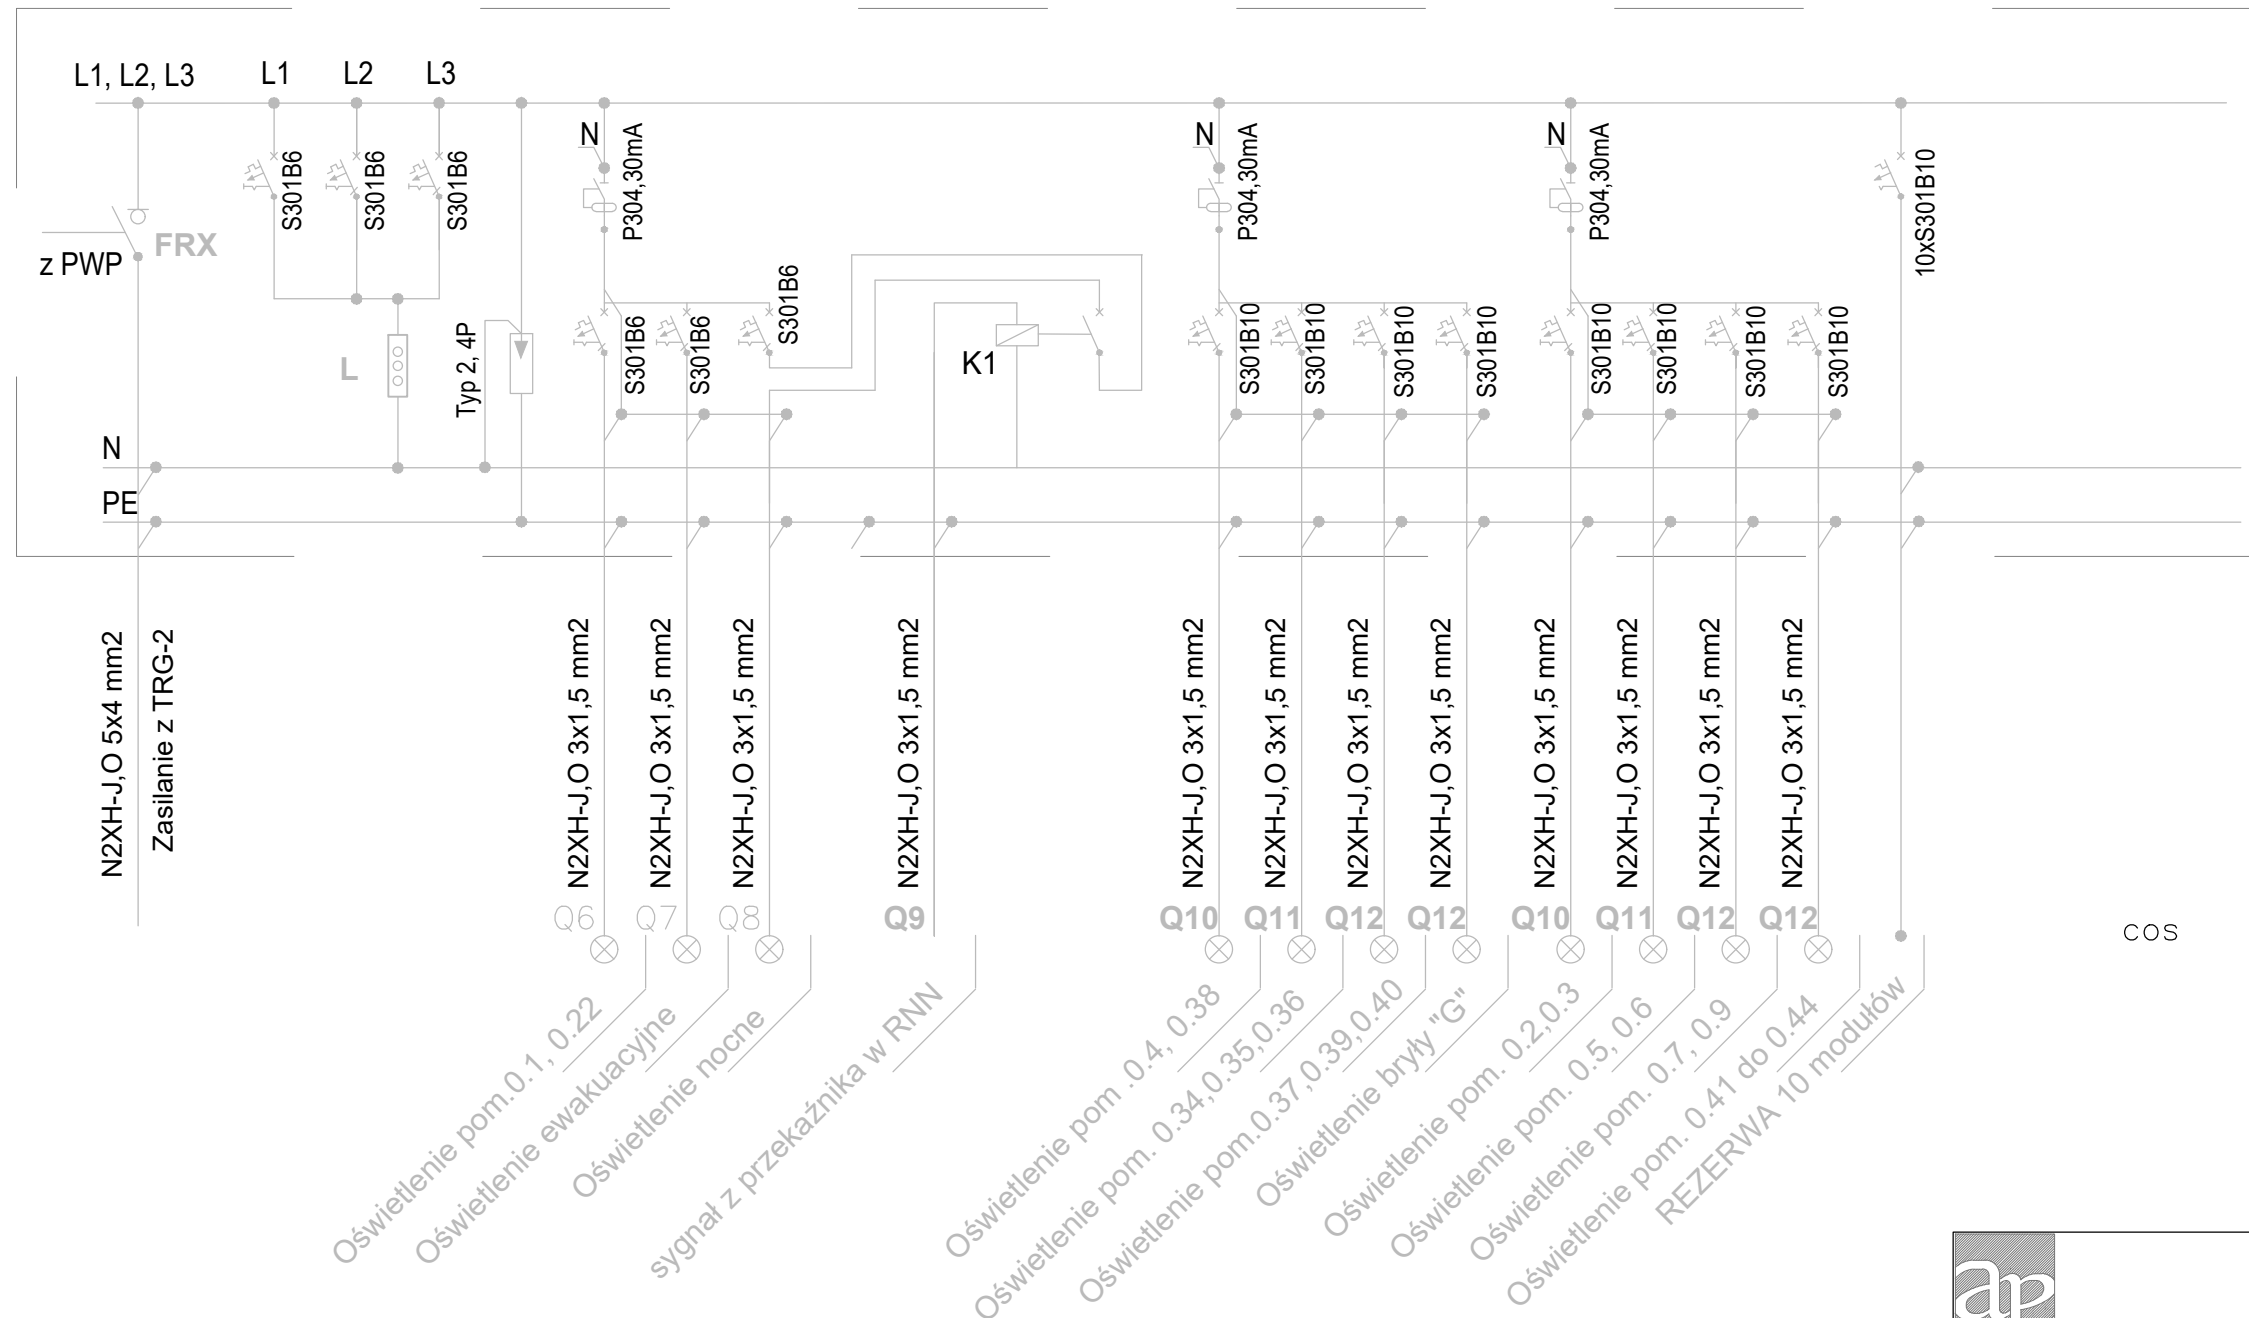 L1, L2, L3
L1
L2
L3
S301B6
S301B6
S301B6
N
P304,30mA
N
P304,30mA
N
P304,30mA
10xS301B10
FRX
z PWP
L
Typ 2, 4P
S301B6
S301B6
S301B6
K1
S301B10
S301B10
S301B10
S301B10
S301B10
S301B10
S301B10
S301B10
N
PE
N2XH-J,O 5x4 mm2
Zasilanie z TRG-2
N2XH-J,O 3x1,5 mm2
N2XH-J,O 3x1,5 mm2
N2XH-J,O 3x1,5 mm2
N2XH-J,O 3x1,5 mm2
N2XH-J,O 3x1,5 mm2
N2XH-J,O 3x1,5 mm2
N2XH-J,O 3x1,5 mm2
N2XH-J,O 3x1,5 mm2
N2XH-J,O 3x1,5 mm2
N2XH-J,O 3x1,5 mm2
N2XH-J,O 3x1,5 mm2
N2XH-J,O 3x1,5 mm2
Q6
Q7
Q8
Q9
Q10
Q11
Q12
Q12
Q10
Q11
Q12
Q12
cos
Oświetlenie pom.0.1, 0.22
Oświetlenie ewakuacyjne
Oświetlenie nocne
sygnał z przekaźnika w RNN
Oświetlenie pom .0.4, 0.38
Oświetlenie pom. 0.34,0.35,0.36
Oświetlenie pom.0.37,0.39,0.40
Oświetlenie bryły "G"
Oświetlenie pom. 0.2,0.3
Oświetlenie pom. 0.5, 0.6
Oświetlenie pom. 0.7, 0.9
Oświetlenie pom. 0.41 do 0.44
REZERWA 10 modułów
ap